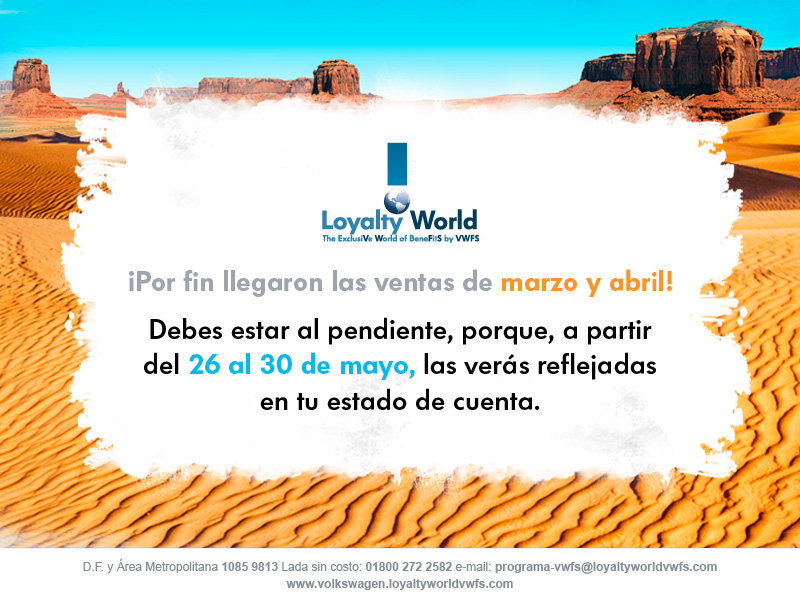 Loyalty World
The ExclusiVe World of BeneFitS by VWFS
¡Por fin llegaron las ventas de marzo y abril!
Debes estar al pendiente, porque, a partir
del 26 al 30 de mayo, las verás reflejadas
en tu estado de cuenta.
D.F. y Área Metropolitana 1085 9813 Lada sin costo: 01800 272 2582 e-mail: programa-vwfs@loyaltyworldvwfs.com
www.volkswagen.loyaltyworldvwfs.com